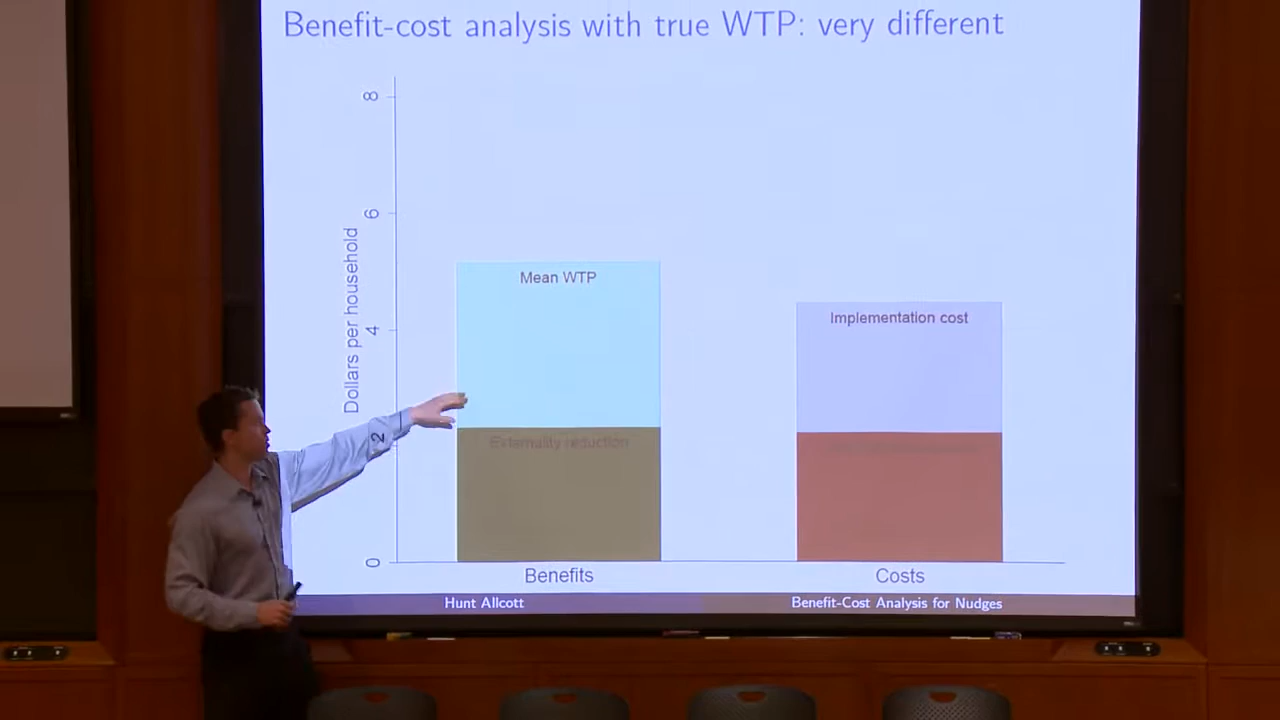 Benefit-cost analysis with true WTP: very different
Dollars per household
8
6
4
2
0
Mean WTP
Externality reduction
Implementation cost
Benefits
Costs
Hunt Allcott
Benefit-Cost Analysis for Nudges